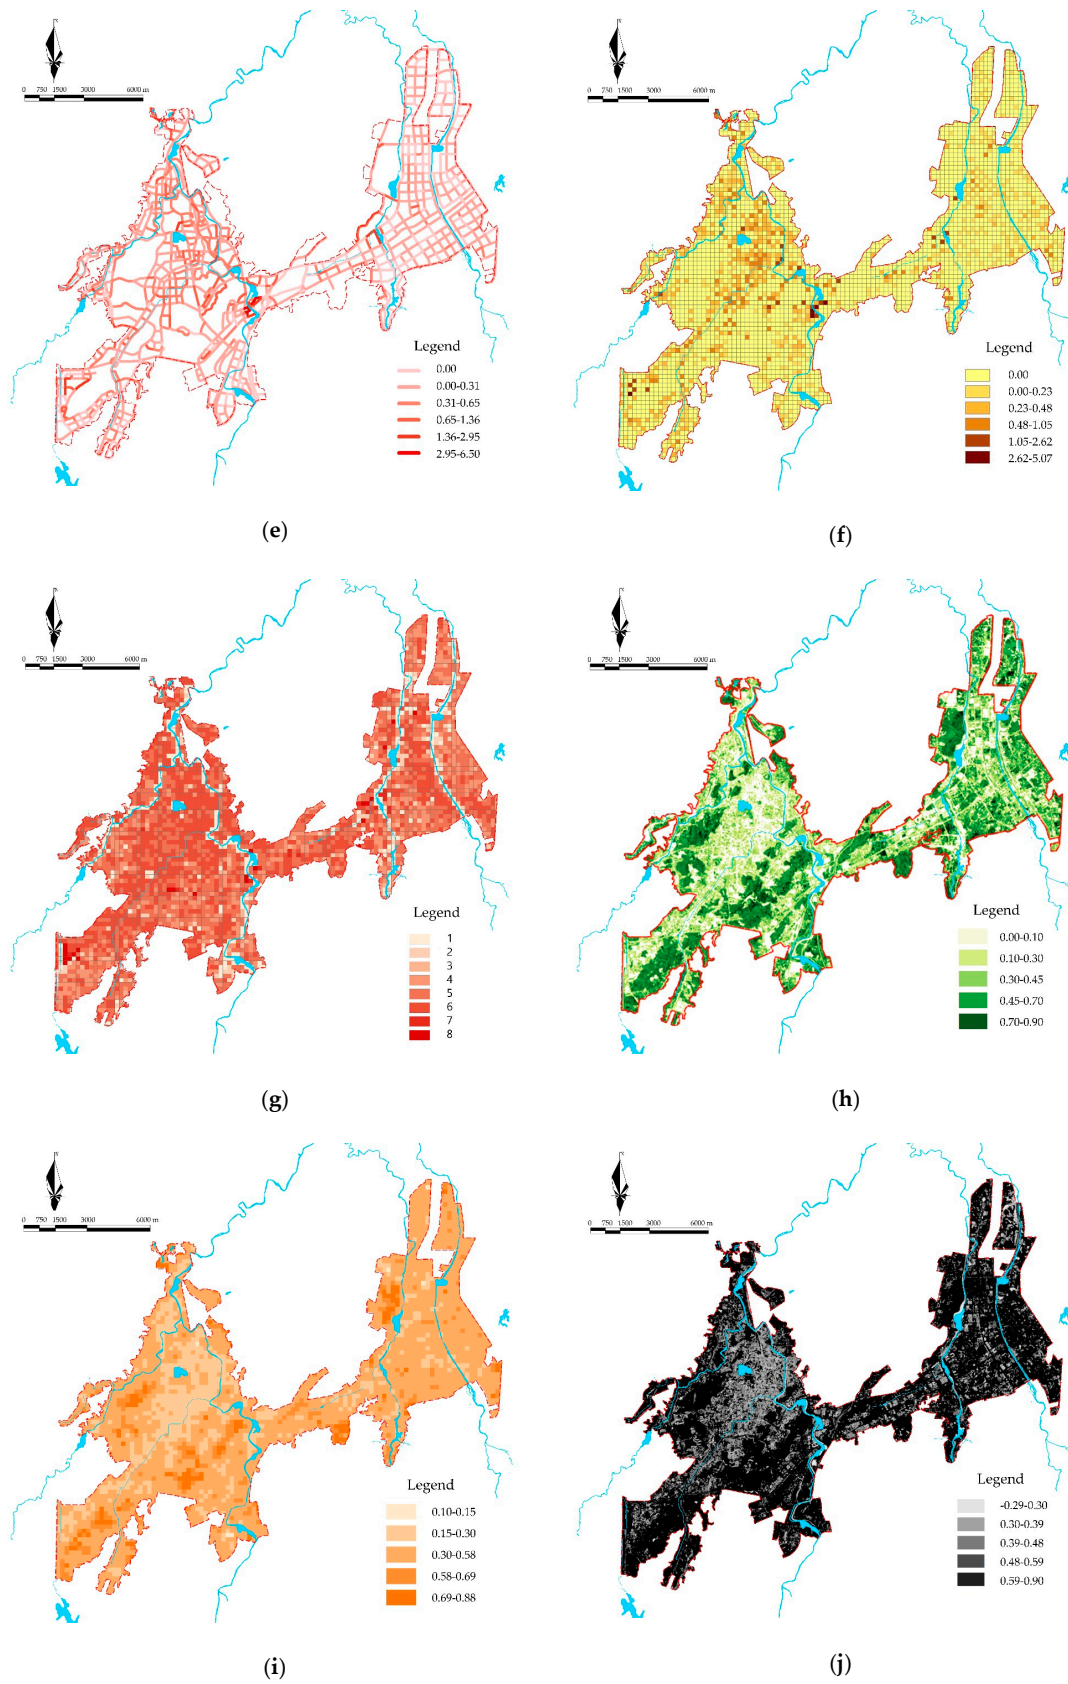 N
N
0 750 1500 3000 6000 m
0 750 1500 3000 6000 m
Legend
0.00
0.00-0.31
0.31-0.65
0.65-1.36
1.36-2.95
2.95-6.50
Legend
0.00
0.00-0.23
0.23-0.48
0.48-1.05
1.05-2.62
2.62-5.07
(e)
(f)
N
N
0 750 1500 3000 6000 m
0 750 1500 3000 6000 m
Legend
1
2
3
4
5
6
7
8
Legend
0.00-0.10
0.10-0.30
0.30-0.45
0.45-0.70
0.70-0.90
(g)
(h)
N
N
0 750 1500 3000 6000 m
0 750 1500 3000 6000 m
Legend
0.10-0.15
0.15-0.30
0.30-0.58
0.58-0.69
0.69-0.88
Legend
-0.29-0.30
0.30-0.39
0.39-0.48
0.48-0.59
0.59-0.90
(i)
(j)